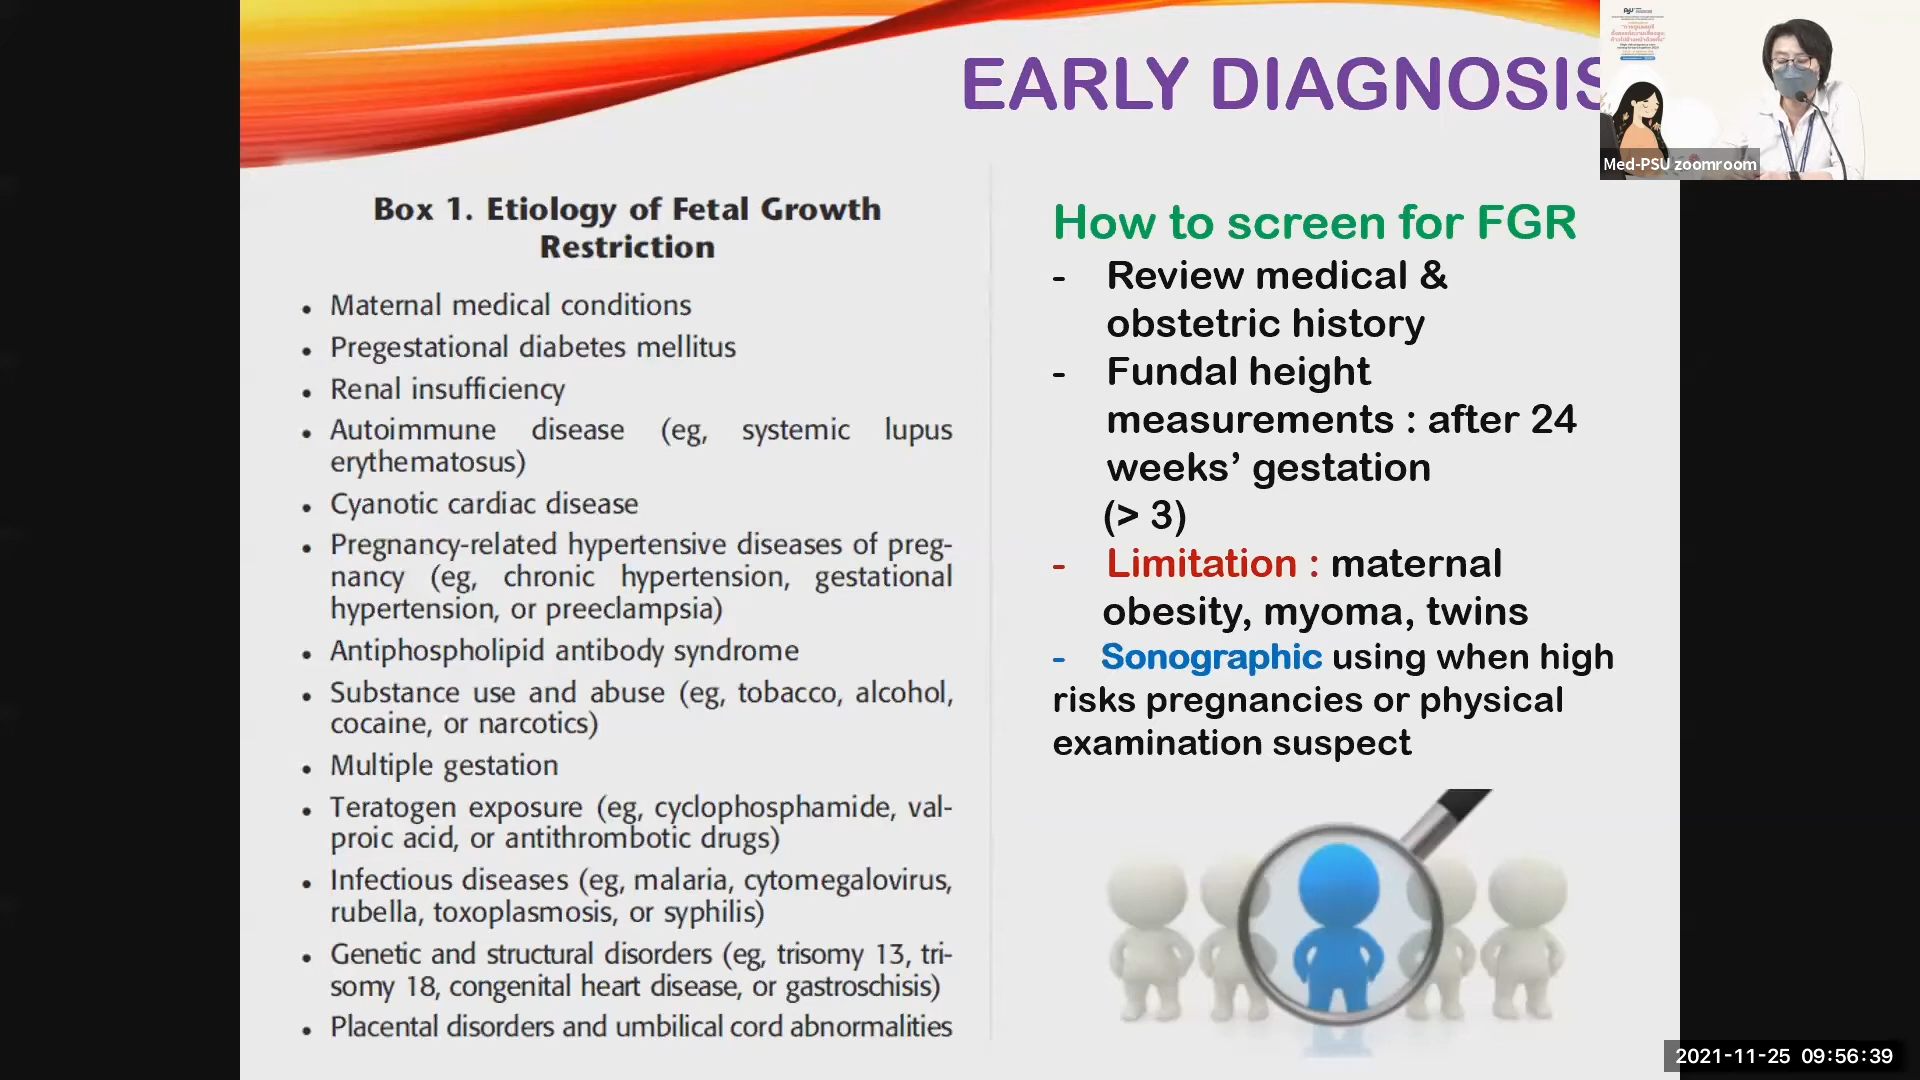 EARLY DIAGNOSIS
Box 1. Etiology of Fetal Growth
Restriction
• Maternal medical conditions
• Pregestational diabetes mellitus
• Renal insufficiency
• Autoimmune disease (eg, systemic lupus
erythematosus)
• Cyanotic cardiac disease
• Pregnancy-related hypertensive diseases of preg-
nancy (eg, chronic hypertension, gestational
hypertension, or preeclampsia)
• Antiphospholipid antibody syndrome
• Substance use and abuse (eg, tobacco, alcohol,
cocaine, or narcotics)
• Multiple gestation
• Teratogen exposure (eg, cyclophosphamide, val-
proic acid, or antithrombotic drugs)
• Infectious diseases (eg, malaria, cytomegalovirus,
rubella, toxoplasmosis, or syphilis)
• Genetic and structural disorders (eg, trisomy 13, tri-
somy 18, congenital heart disease, or gastroschisis)
• Placental disorders and umbilical cord abnormalities
How to screen for FGR
- Review medical &
obstetric history
- Fundal height
measurements : after 24
weeks’ gestation
(> 3)
- Limitation : maternal
obesity, myoma, twins
- Sonographic using when high
risks pregnancies or physical
examination suspect
PSU
Med-PSU zoomroom
2021-11-25 09:56:39